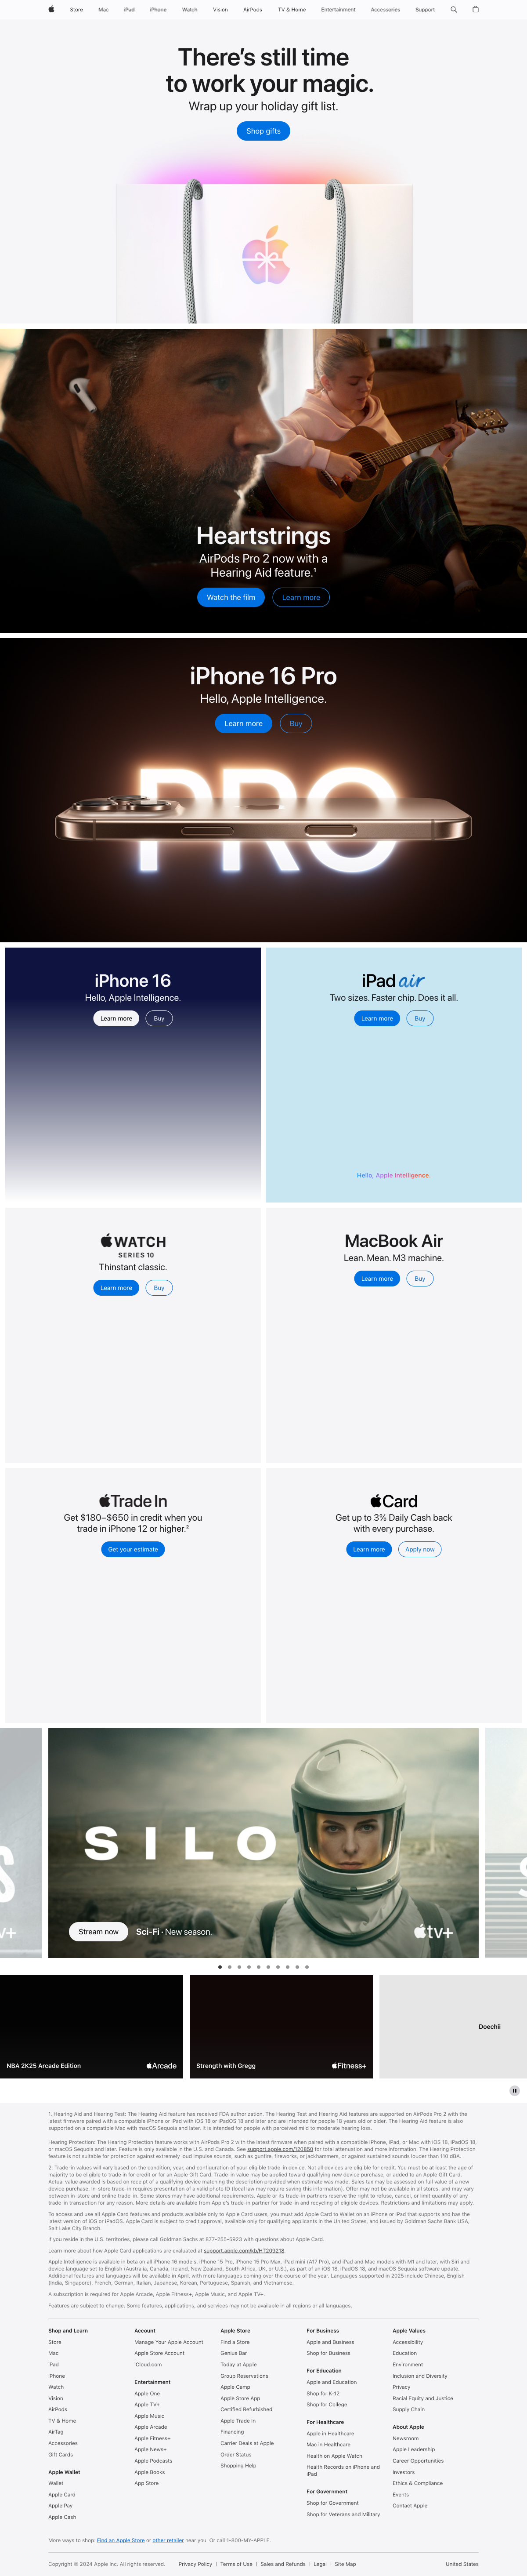 Store Mac iPad iPhone Watch Vision AirPods TV & Home Entertainment Accessories Support
There’s still time
to work your magic.
Wrap up your holiday gift list.
Shop gifts
Heartstrings
AirPods Pro 2 now with a
Hearing Aid feature.¹
Watch the film Learn more
iPhone 16 Pro
Hello, Apple Intelligence.
Learn more Buy
PRO
iPhone 16
Hello, Apple Intelligence.
Learn more Buy
iPad air
Two sizes. Faster chip. Does it all.
Learn more Buy
Hello, Apple Intelligence.
WATCH
SERIES 10
Thinstant classic.
Learn more Buy
MacBook Air
Lean. Mean. M3 machine.
Learn more Buy
Trade In
Get $180–$650 in credit when you
trade in iPhone 12 or higher.²
Get your estimate
Card
Get up to 3% Daily Cash back
with every purchase.
Learn more Apply now
SILO
Stream now Sci-Fi · New season.
tv+
NBA 2K25 Arcade Edition
Arcade
Strength with Gregg
Fitness+
Doechii
1. Hearing Aid and Hearing Test: The Hearing Aid feature has received FDA authorization. The Hearing Test and Hearing Aid features are supported on AirPods Pro 2 with the
latest firmware paired with a compatible iPhone or iPad with iOS 18 or iPadOS 18 and later and are intended for people 18 years old or older. The Hearing Aid feature is also
supported on a compatible Mac with macOS Sequoia and later. It is intended for people with perceived mild to moderate hearing loss.
Hearing Protection: The Hearing Protection feature works with AirPods Pro 2 with the latest firmware when paired with a compatible iPhone, iPad, or Mac with iOS 18, iPadOS 18,
or macOS Sequoia and later. Feature is only available in the U.S. and Canada. See support.apple.com/120850 for total attenuation and more information. The Hearing Protection
feature is not suitable for protection against extremely loud impulse sounds, such as gunfire, fireworks, or jackhammers, or against sustained sounds louder than 110 dBA.
2. Trade-in values will vary based on the condition, year, and configuration of your eligible trade-in device. Not all devices are eligible for credit. You must be at least the age of
majority to be eligible to trade in for credit or for an Apple Gift Card. Trade-in value may be applied toward qualifying new device purchase, or added to an Apple Gift Card.
Actual value awarded is based on receipt of a qualifying device matching the description provided when estimate was made. Sales tax may be assessed on full value of a new
device purchase. In-store trade-in requires presentation of a valid photo ID (local law may require saving this information). Offer may not be available in all stores, and may vary
between in-store and online trade-in. Some stores may have additional requirements. Apple or its trade-in partners reserve the right to refuse, cancel, or limit quantity of any
trade-in transaction for any reason. More details are available from Apple’s trade-in partner for trade-in and recycling of eligible devices. Restrictions and limitations may apply.
To access and use all Apple Card features and products available only to Apple Card users, you must add Apple Card to Wallet on an iPhone or iPad that supports and has the
latest version of iOS or iPadOS. Apple Card is subject to credit approval, available only for qualifying applicants in the United States, and issued by Goldman Sachs Bank USA,
Salt Lake City Branch.
If you reside in the U.S. territories, please call Goldman Sachs at 877-255-5923 with questions about Apple Card.
Learn more about how Apple Card applications are evaluated at support.apple.com/kb/HT209218.
Apple Intelligence is available in beta on all iPhone 16 models, iPhone 15 Pro, iPhone 15 Pro Max, iPad mini (A17 Pro), and iPad and Mac models with M1 and later, with Siri and
device language set to English (Australia, Canada, Ireland, New Zealand, South Africa, UK, or U.S.), as part of an iOS 18, iPadOS 18, and macOS Sequoia software update.
Additional features and languages will be available in April, with more languages coming over the course of the year. Languages supported in 2025 include Chinese, English
(India, Singapore), French, German, Italian, Japanese, Korean, Portuguese, Spanish, and Vietnamese.
A subscription is required for Apple Arcade, Apple Fitness+, Apple Music, and Apple TV+.
Features are subject to change. Some features, applications, and services may not be available in all regions or all languages.
Shop and Learn
Store
Mac
iPad
iPhone
Watch
Vision
AirPods
TV & Home
AirTag
Accessories
Gift Cards
Apple Wallet
Wallet
Apple Card
Apple Pay
Apple Cash
Account
Manage Your Apple Account
Apple Store Account
iCloud.com
Entertainment
Apple One
Apple TV+
Apple Music
Apple Arcade
Apple Fitness+
Apple News+
Apple Podcasts
Apple Books
App Store
Apple Store
Find a Store
Genius Bar
Today at Apple
Group Reservations
Apple Camp
Apple Store App
Certified Refurbished
Apple Trade In
Financing
Carrier Deals at Apple
Order Status
Shopping Help
For Business
Apple and Business
Shop for Business
For Education
Apple and Education
Shop for K-12
Shop for College
For Healthcare
Apple in Healthcare
Mac in Healthcare
Health on Apple Watch
Health Records on iPhone and
iPad
For Government
Shop for Government
Shop for Veterans and Military
Apple Values
Accessibility
Education
Environment
Inclusion and Diversity
Privacy
Racial Equity and Justice
Supply Chain
About Apple
Newsroom
Apple Leadership
Career Opportunities
Investors
Ethics & Compliance
Events
Contact Apple
More ways to shop: Find an Apple Store or other retailer near you. Or call 1-800-MY-APPLE.
Copyright © 2024 Apple Inc. All rights reserved. Privacy Policy | Terms of Use | Sales and Refunds | Legal | Site Map United States